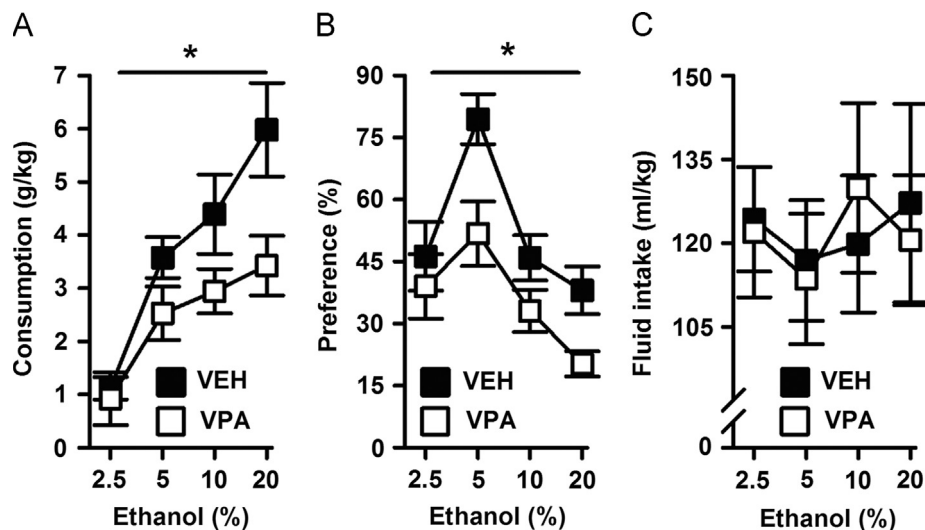 A
*
Consumption (g/kg)
7
6
5
4
3
2
1
0
VEH
VPA
2.5 5 10 20
Ethanol (%)
B
*
Preference (%)
90
75
60
45
30
15
0
VEH
VPA
2.5 5 10 20
Ethanol (%)
C
Fluid intake (ml/kg)
150
135
120
105
0
VEH
VPA
2.5 5 10 20
Ethanol (%)